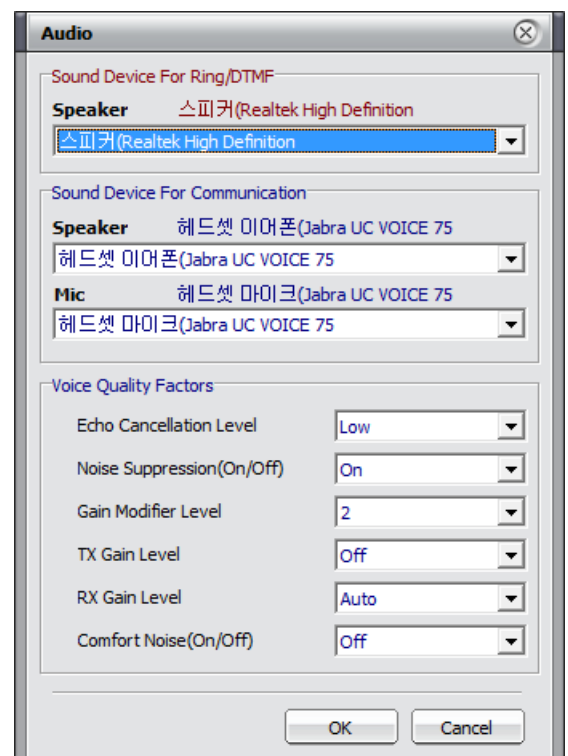 Audio
Sound Device For Ring/DTMF
Speaker 스피커(Realtek High Definition
스피커(Realtek High Definition
Sound Device For Communication
Speaker 헤드셋 이어폰(Jabra UC VOICE 75
헤드셋 이어폰(Jabra UC VOICE 75
Mic 헤드셋 마이크(Jabra UC VOICE 75
헤드셋 마이크(Jabra UC VOICE 75
Voice Quality Factors
Echo Cancellation Level Low
Noise Suppression(On/Off) On
Gain Modifier Level 2
TX Gain Level Off
RX Gain Level Auto
Comfort Noise(On/Off) Off
OK Cancel